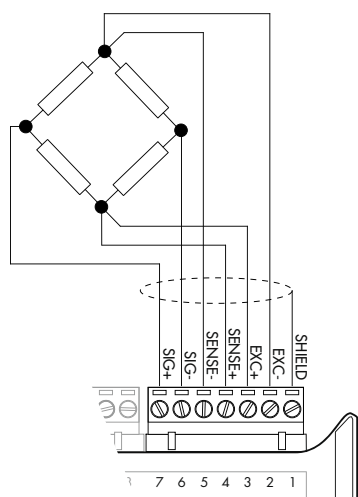 SIG+
SIG-
SENSE-
SENSE+
EXC+
EXC-
SHIELD
7 6 5 4 3 2 1